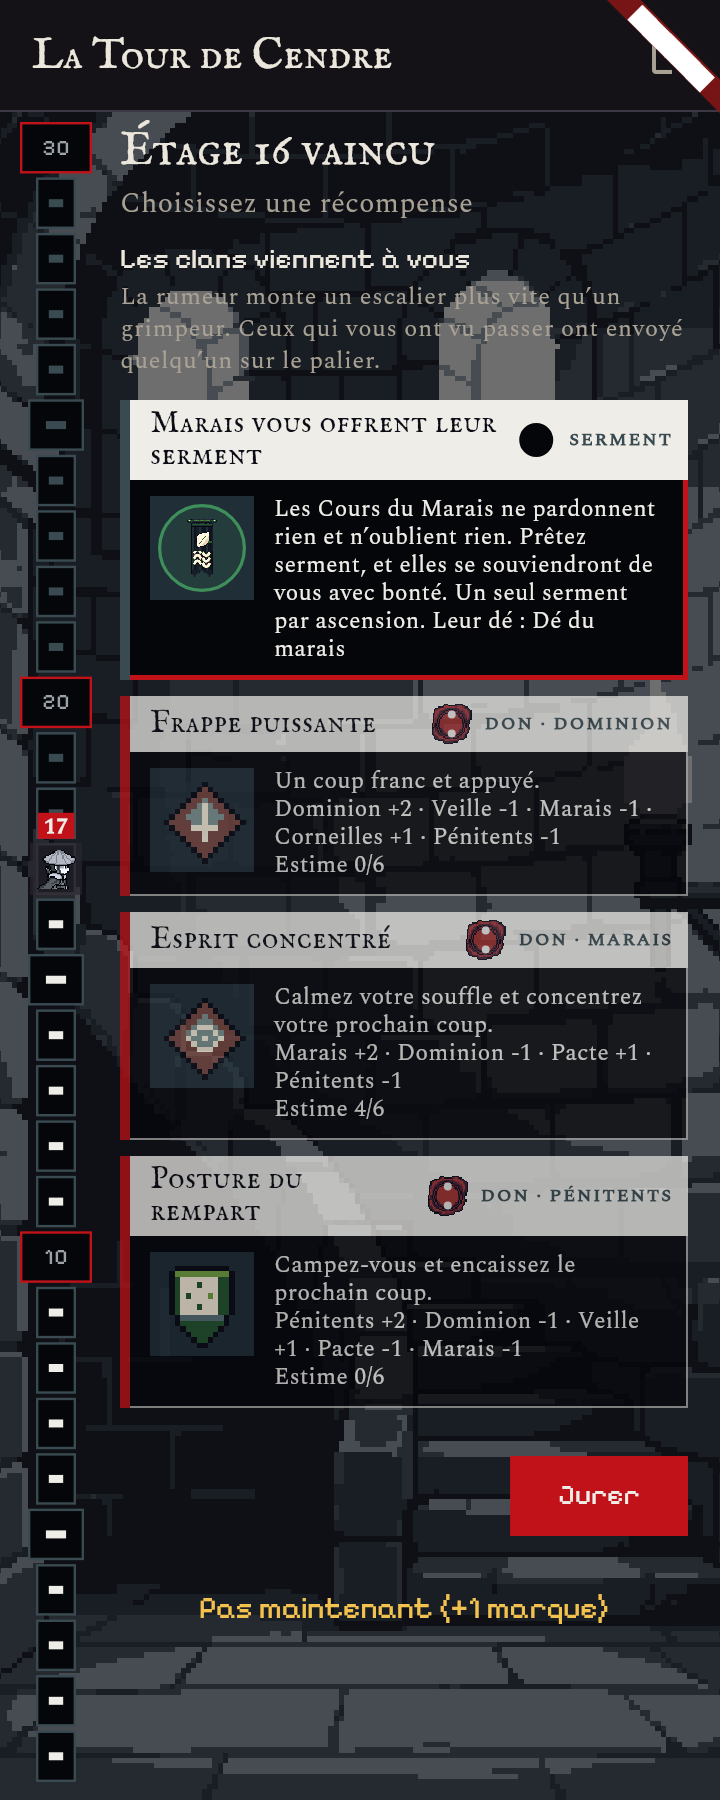 La Tour de Cendre
30
Étage 16 vaincu
Choisissez une récompense
Les clans viennent à vous
La rumeur monte un escalier plus vite qu’un
grimpeur. Ceux qui vous ont vu passer ont envoyé
quelqu’un sur le palier.
Marais vous offrent leur
serment
SERMENT
Les Cours du Marais ne pardonnent
rien et n’oublient rien. Prêtez
serment, et elles se souviendront de
vous avec bonté. Un seul serment
par ascension. Leur dé : Dé du
marais
20
Frappe puissante
DON · DOMINION
Un coup franc et appuyé.
Dominion +2 · Veille -1 · Marais -1 ·
Corneilles +1 · Pénitents -1
Estime 0/6
17
Esprit concentré
DON · MARAIS
Calmez votre souffle et concentrez
votre prochain coup.
Marais +2 · Dominion -1 · Pacte +1 ·
Pénitents -1
Estime 4/6
Posture du
rempart
DON · PÉNITENTS
Campez-vous et encaissez le
prochain coup.
Pénitents +2 · Dominion -1 · Veille
+1 · Pacte -1 · Marais -1
Estime 0/6
10
Jurer
Pas maintenant (+1 marque)